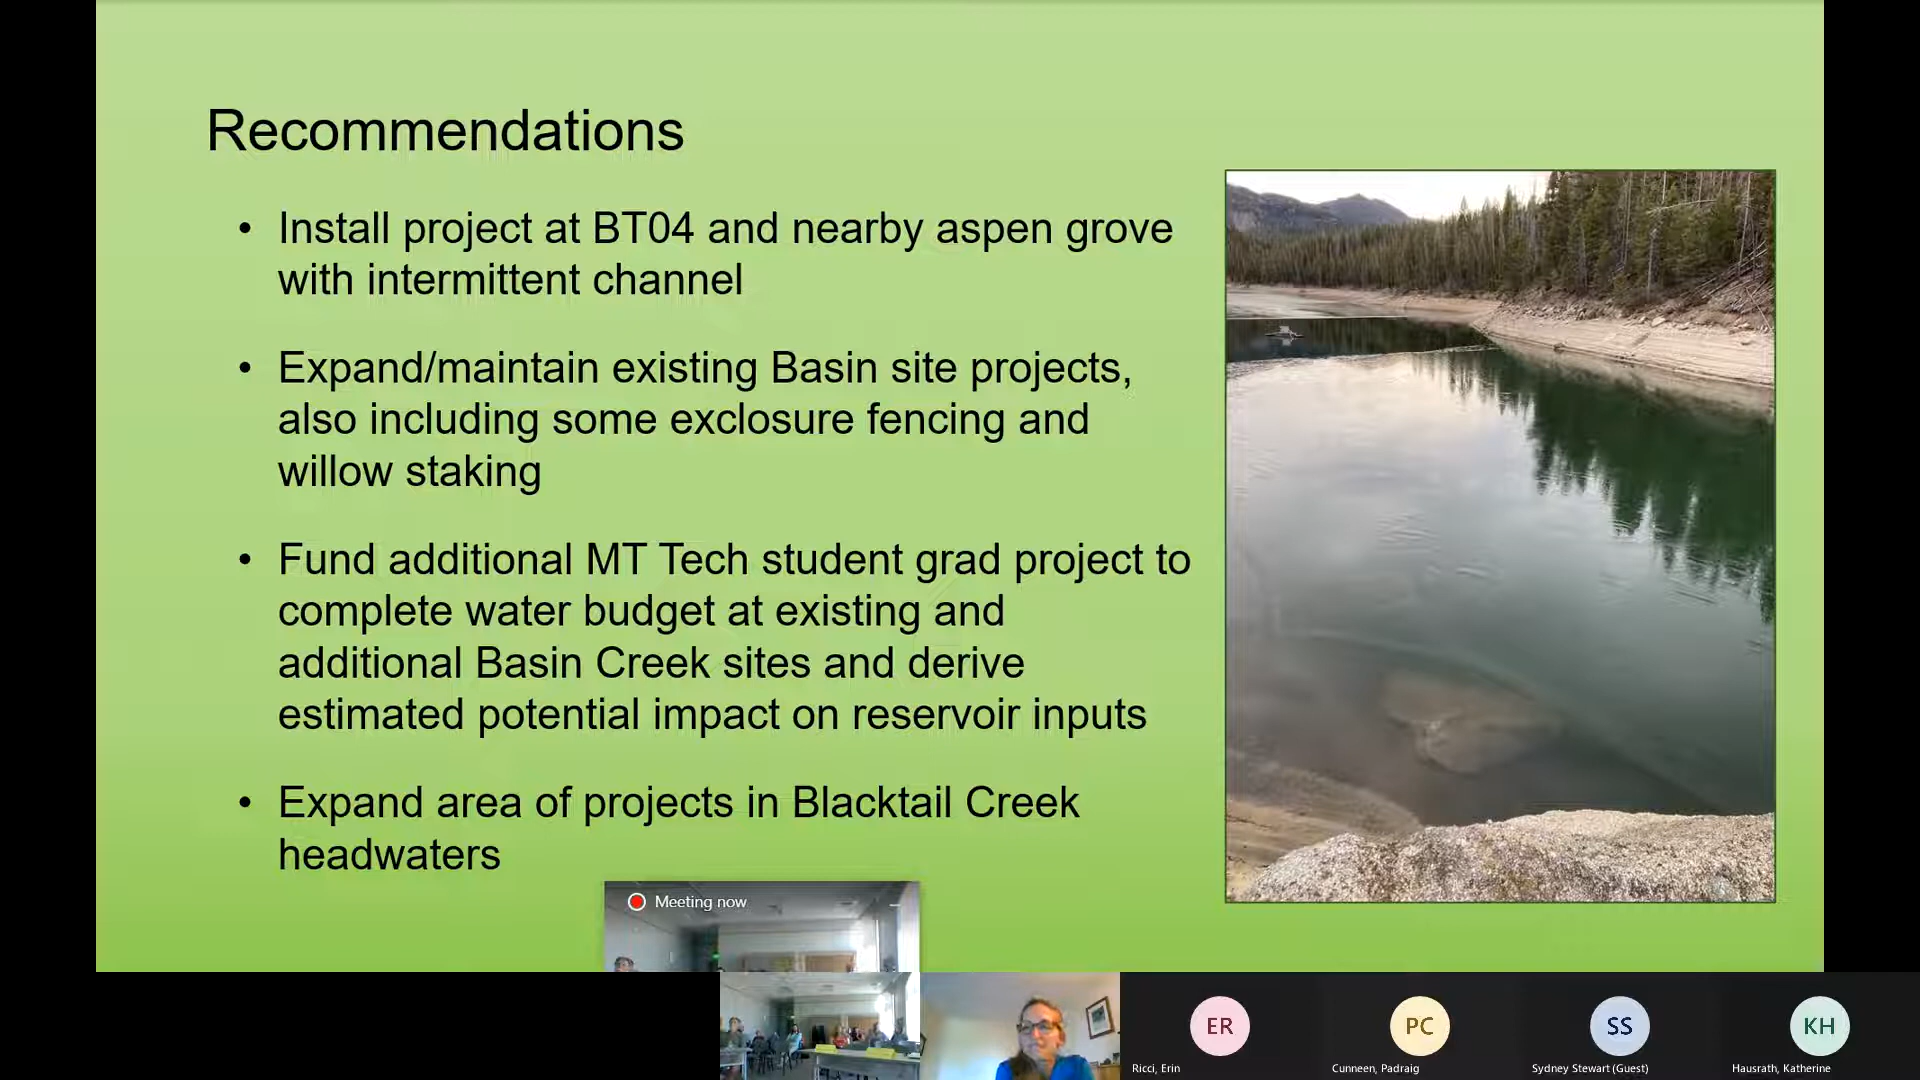 Recommendations
• Install project at BT04 and nearby aspen grove
with intermittent channel
• Expand/maintain existing Basin site projects,
also including some exclosure fencing and
willow staking
• Fund additional MT Tech student grad project to
complete water budget at existing and
additional Basin Creek sites and derive
estimated potential impact on reservoir inputs
• Expand area of projects in Blacktail Creek
headwaters
Meeting now
ER
PC
SS
KH
Ricci, Erin
Cunneen, Padraig
Sydney Stewart (Guest)
Hausrath, Katherine